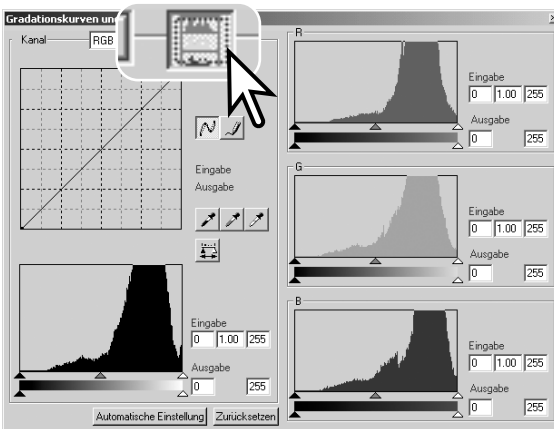 Gradationskurven un
Kanal RGB
Eingabe
Ausgabe
Eingabe
0 1.00 255
Ausgabe
0 255
Automatische Einstellung Zurücksetzen
R
Eingabe
0 1.00 255
Ausgabe
0 255
G
Eingabe
0 1.00 255
Ausgabe
0 255
B
Eingabe
0 1.00 255
Ausgabe
0 255